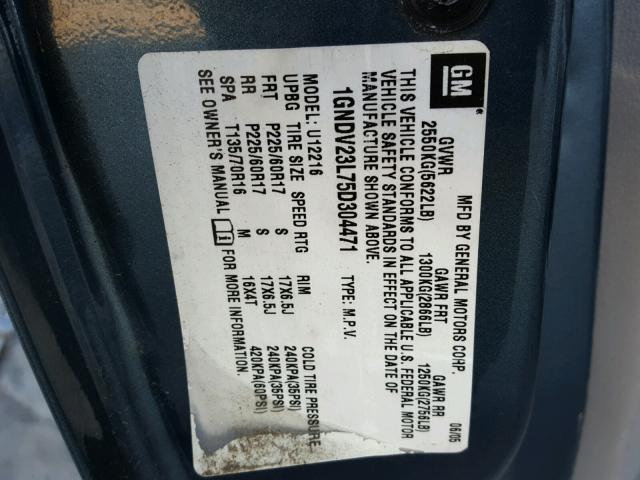 GM®
MFD BY GENERAL MOTORS CORP. 06/05
GVWR GAWR FRT GAWR RR
2550KG(5622LB) 1300KG(2866LB) 1250KG(2756LB)
THIS VEHICLE CONFORMS TO ALL APPLICABLE U.S. FEDERAL MOTOR
VEHICLE SAFETY STANDARDS IN EFFECT ON THE DATE OF
MANUFACTURE SHOWN ABOVE.
1GNDV23L75D304471 TYPE: M.P.V.
MODEL: U12216
UPBG TIRE SIZE SPEED RTG RIM COLD TIRE PRESSURE
FRT P225/60R17 S 17X6.5J 240KPA(35PSI)
RR P225/60R17 S 17X6.5J 240KPA(35PSI)
SPA T135/70R16 M 16X4T 420KPA(60PSI)
SEE OWNER'S MANUAL FOR MORE INFORMATION.